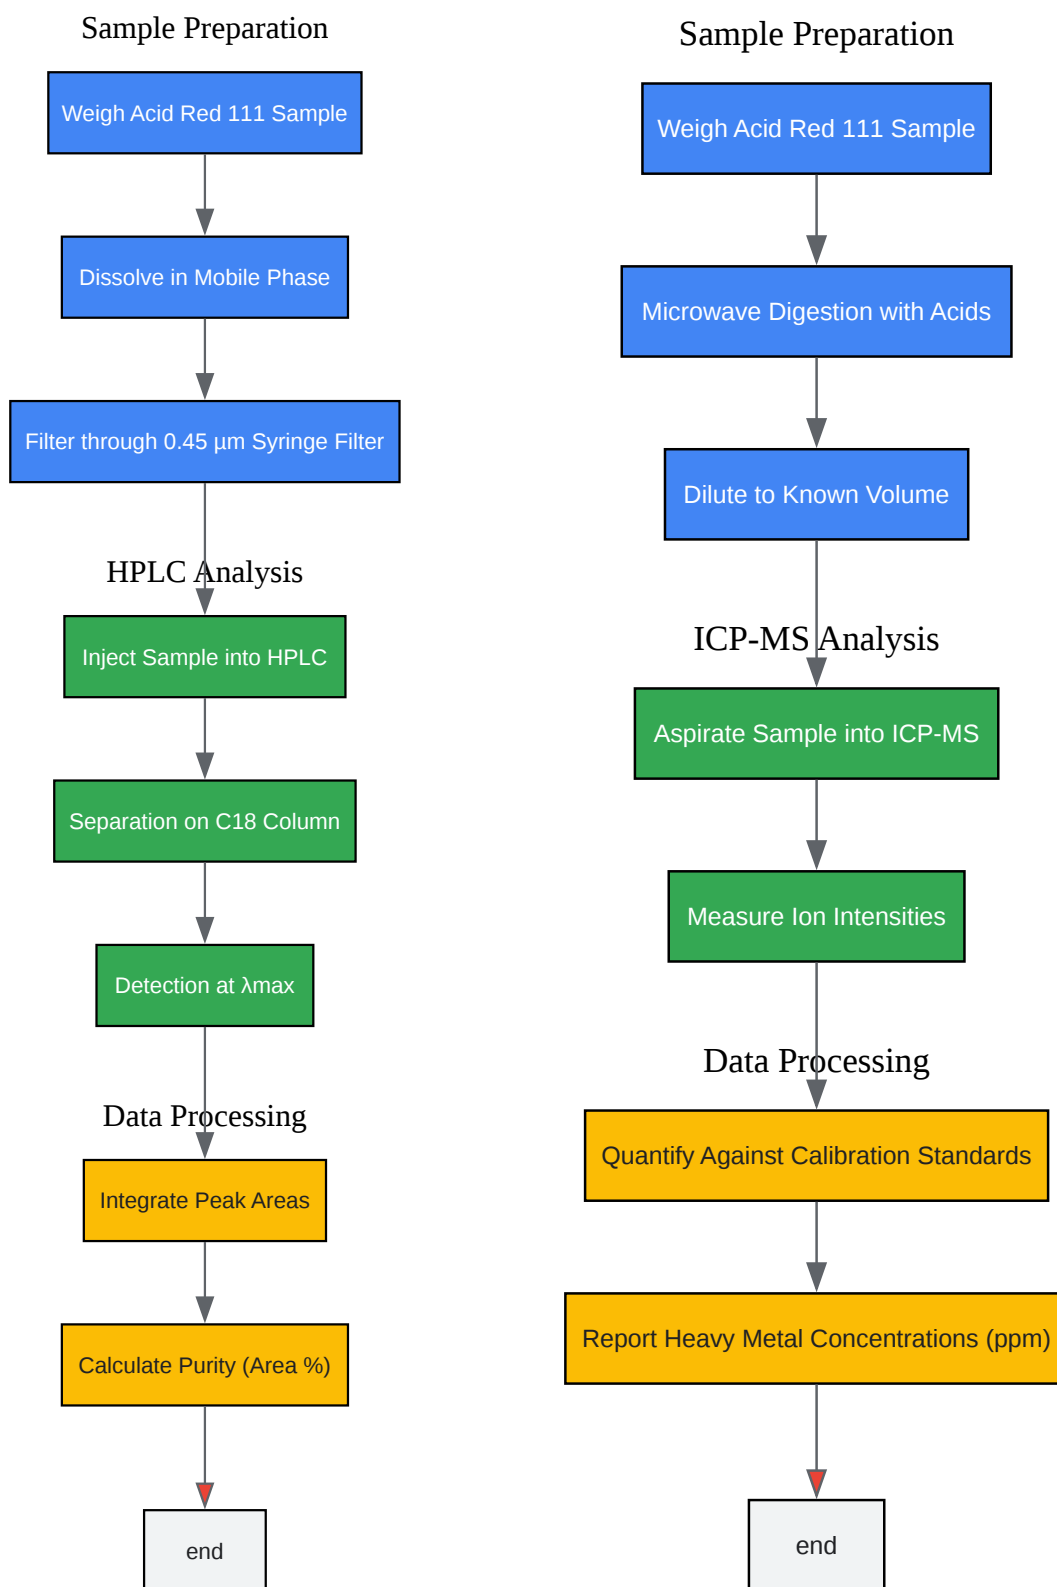 Sample Preparation
Weigh Acid Red 111 Sample
Dissolve in Mobile Phase
Filter through 0.45 µm Syringe Filter
HPLC Analysis
Inject Sample into HPLC
Separation on C18 Column
Detection at λmax
Data Processing
Integrate Peak Areas
Calculate Purity (Area %)
end
Sample Preparation
Weigh Acid Red 111 Sample
Microwave Digestion with Acids
Dilute to Known Volume
ICP-MS Analysis
Aspirate Sample into ICP-MS
Measure Ion Intensities
Data Processing
Quantify Against Calibration Standards
Report Heavy Metal Concentrations (ppm)
end